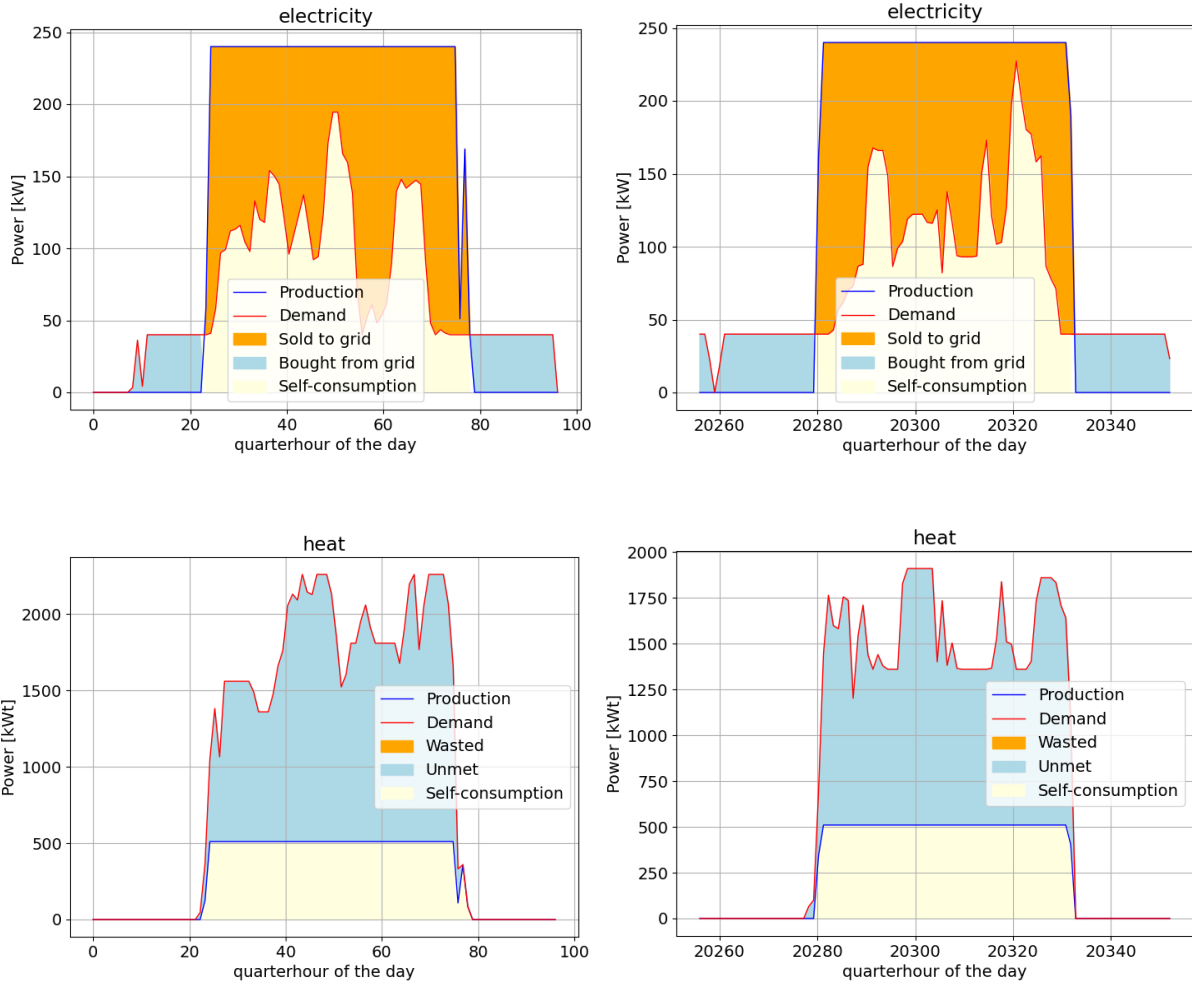 electricity
250
200
150
100
50
0
Power [kW]
Production
Demand
Sold to grid
Bought from grid
Self-consumption
0 20 40 60 80 100
quarterhour of the day
electricity
250
200
150
100
50
0
Power [kW]
Production
Demand
Sold to grid
Bought from grid
Self-consumption
20260 20280 20300 20320 20340
quarterhour of the day
heat
2000
1500
1000
500
0
Power [kWt]
Production
Demand
Wasted
Unmet
Self-consumption
0 20 40 60 80 100
quarterhour of the day
heat
2000
1750
1500
1250
1000
750
500
250
0
Power [kWt]
Production
Demand
Wasted
Unmet
Self-consumption
20260 20280 20300 20320 20340
quarterhour of the day